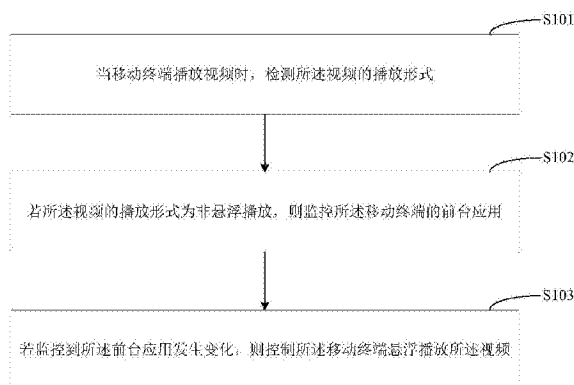 S101
当移动终端播放视频时，检测所述视频的播放形式
S102
若所述视频的播放形式为非悬浮播放，则监控所述移动终端的前台应用
S103
若监控到所述前台应用发生变化，则控制所述移动终端悬浮播放所述视频